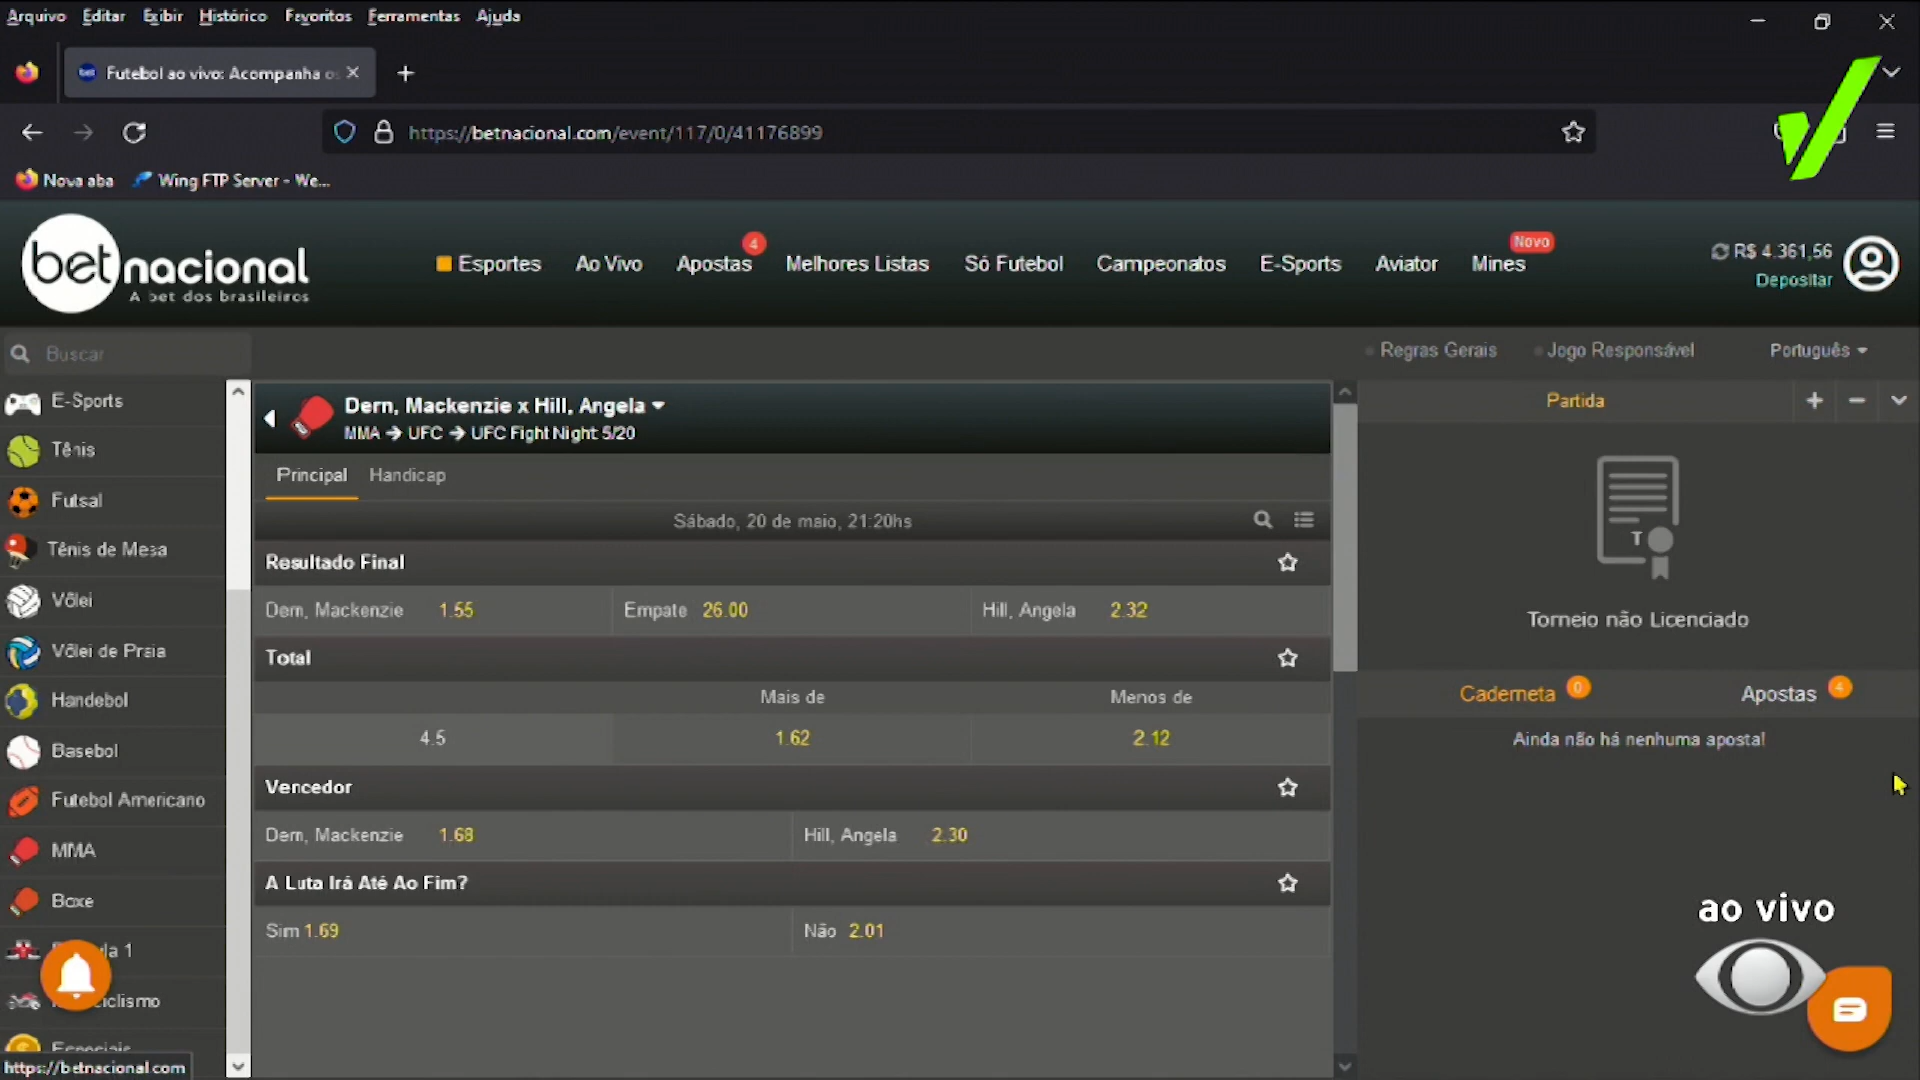 Arquivo Editar Exibir Histórico Favoritos Ferramentas Ajuda
Futebol ao vivo: Acompanha os
https://betnacional.com/event/117/0/41176899
Nova aba Wing FTP Server - We...
bet nacional
A bet dos brasileiros
Esportes Ao Vivo Apostas 4 Melhores Listas Só Futebol Campeonatos E-Sports Aviator Mines Novo
R$ 4.361,56
Depositar
Buscar
Regras Gerais Jogo Responsável Português
E-Sports
Tênis
Futsal
Tênis de Mesa
Vôlei
Vôlei de Praia
Handebol
Basebol
Futebol Americano
MMA
Boxe
la 1
ciclismo
Especiais
https://betnacional.com
Dern, Mackenzie x Hill, Angela
MMA → UFC → UFC Fight Night 5/20
Principal Handicap
Sábado, 20 de maio, 21:20hs
Resultado Final
Dern, Mackenzie 1.55 Empate 26.00 Hill, Angela 2.32
Total
Mais de Menos de
4.5 1.62 2.12
Vencedor
Dern, Mackenzie 1.68 Hill, Angela 2.30
A Luta Irá Até Ao Fim?
Sim 1.69 Não 2.01
Partida
T
Torneio não Licenciado
Caderneta 0 Apostas 4
Ainda não há nenhuma aposta!
ao vivo